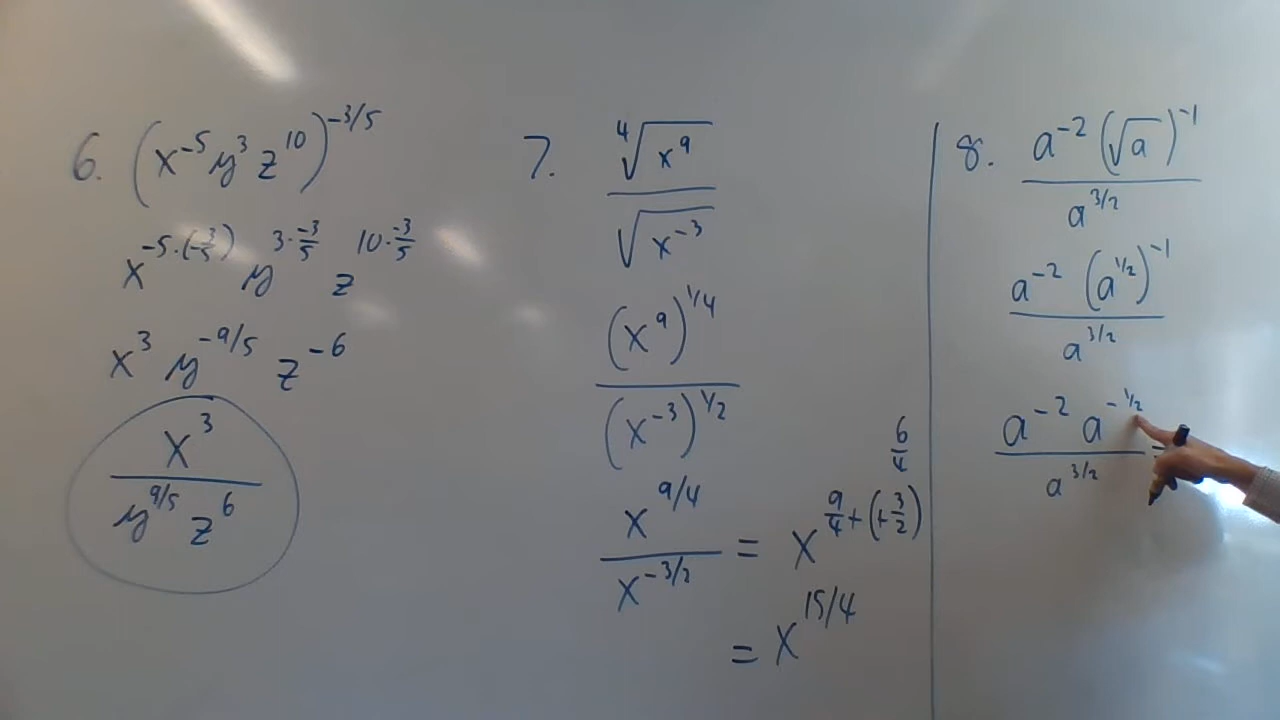 6. (x^-5 y^3 z^10)^-3/5
x^-5·(-3/5) y^3·-3/5 z^10·-3/5
x^3 y^-9/5 z^-6
x^3
y^9/5 z^6
7. ⁴√x^9
√x^-3
(x^9)^1/4
(x^-3)^1/2
x^9/4
x^-3/2
= x^9/4+(+3/2)
6/4
= x^15/4
8. a^-2 (√a)^-1
a^3/2
a^-2 (a^1/2)^-1
a^3/2
a^-2 a^-1/2
a^3/2
=